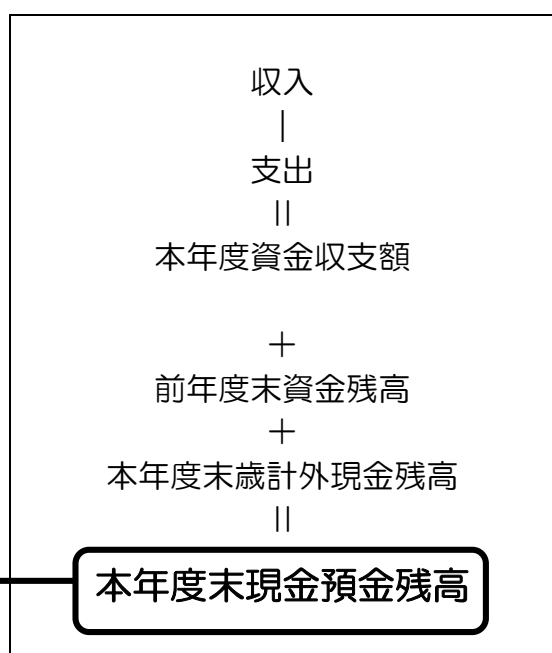 収入
|
支出
||
本年度資金収支額
＋
前年度末資金残高
＋
本年度末歳計外現金残高
||
本年度末現金預金残高